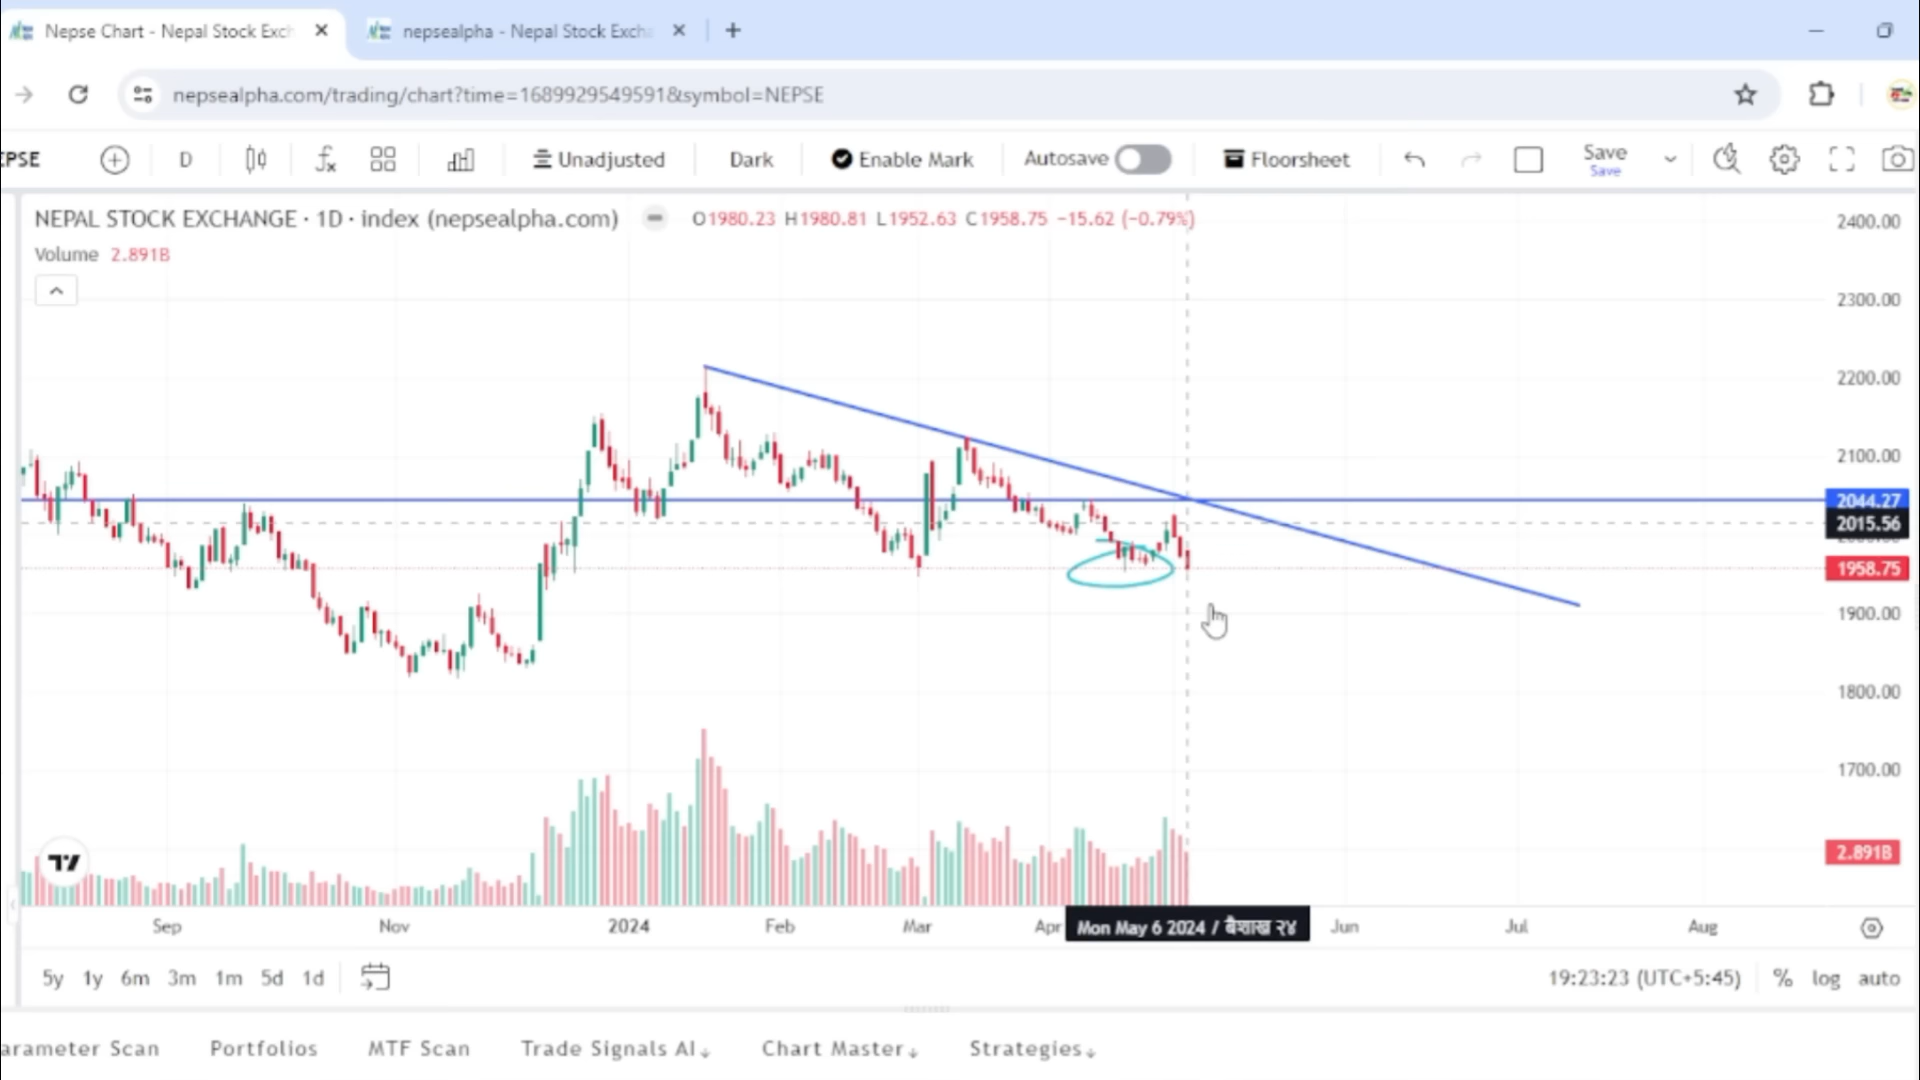 Nepse Chart - Nepal Stock Exch
nepsealpha - Nepal Stock Excha
nepsealpha.com/trading/chart?time=1689929549591&symbol=NEPSE
EPSE D Unadjusted Dark Enable Mark Autosave Floorsheet Save
Save
NEPAL STOCK EXCHANGE · 1D · index (nepsealpha.com) O1980.23 H1980.81 L1952.63 C1958.75 −15.62 (−0.79%)
Volume 2.891B
2400.00
2300.00
2200.00
2100.00
2044.27
2015.56
1958.75
1900.00
1800.00
1700.00
2.891B
Sep Nov 2024 Feb Mar Apr Mon May 6 2024 / बैशाख २४ Jun Jul Aug
5y 1y 6m 3m 1m 5d 1d 19:23:23 (UTC+5:45) % log auto
arameter Scan Portfolios MTF Scan Trade Signals AI↓ Chart Master↓ Strategies↓